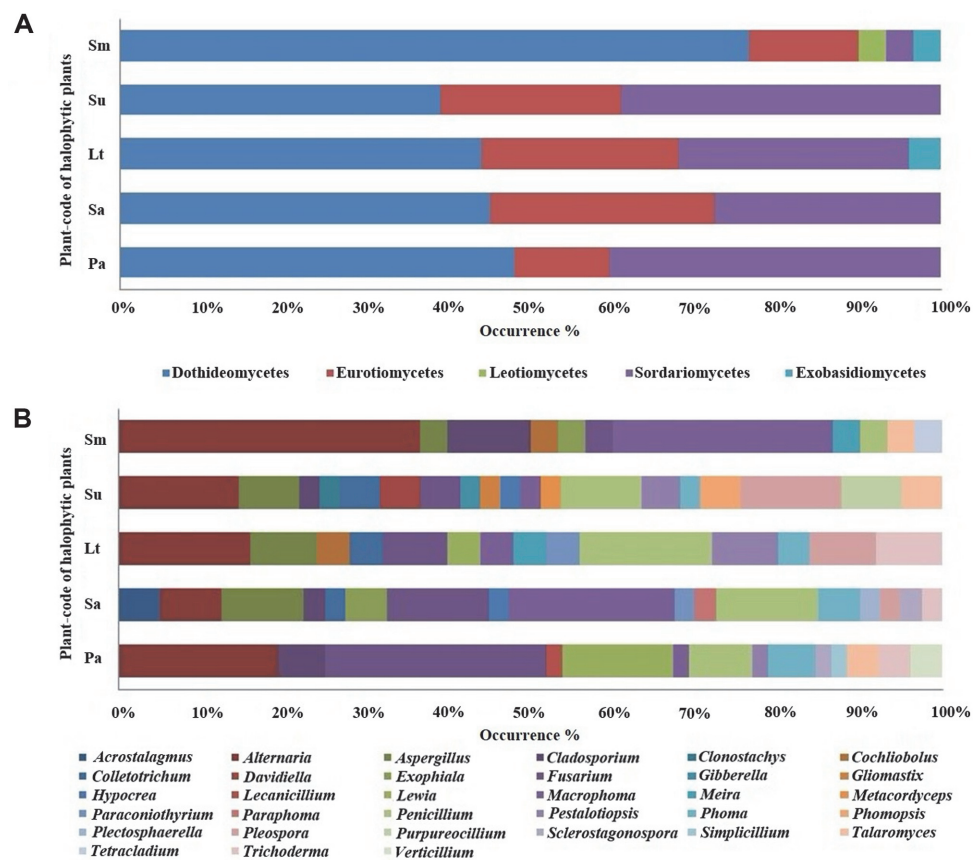 A
Plant-code of halophytic plants
Sm
Su
Lt
Sa
Pa
0% 10% 20% 30% 40% 50% 60% 70% 80% 90% 100%
Occurrence %
Dothideomycetes Eurotiomycetes Leotiomycetes Sordariomycetes Exobasidiomycetes
B
Plant-code of halophytic plants
Sm
Su
Lt
Sa
Pa
0% 10% 20% 30% 40% 50% 60% 70% 80% 90% 100%
Occurrence %
Acrostalagmus Alternaria Aspergillus Cladosporium Clonostachys Cochliobolus
Colletotrichum Davidiella Exophiala Fusarium Gibberella Gliomastix
Hypocrea Lecanicillium Lewia Macrophoma Meira Metacordyceps
Paraconiothyrium Paraphoma Penicillium Pestalotiopsis Phoma Phomopsis
Plectosphaerella Pleospora Purpureocillium Sclerostagonospora Simplicillium Talaromyces
Tetracladium Trichoderma Verticillium